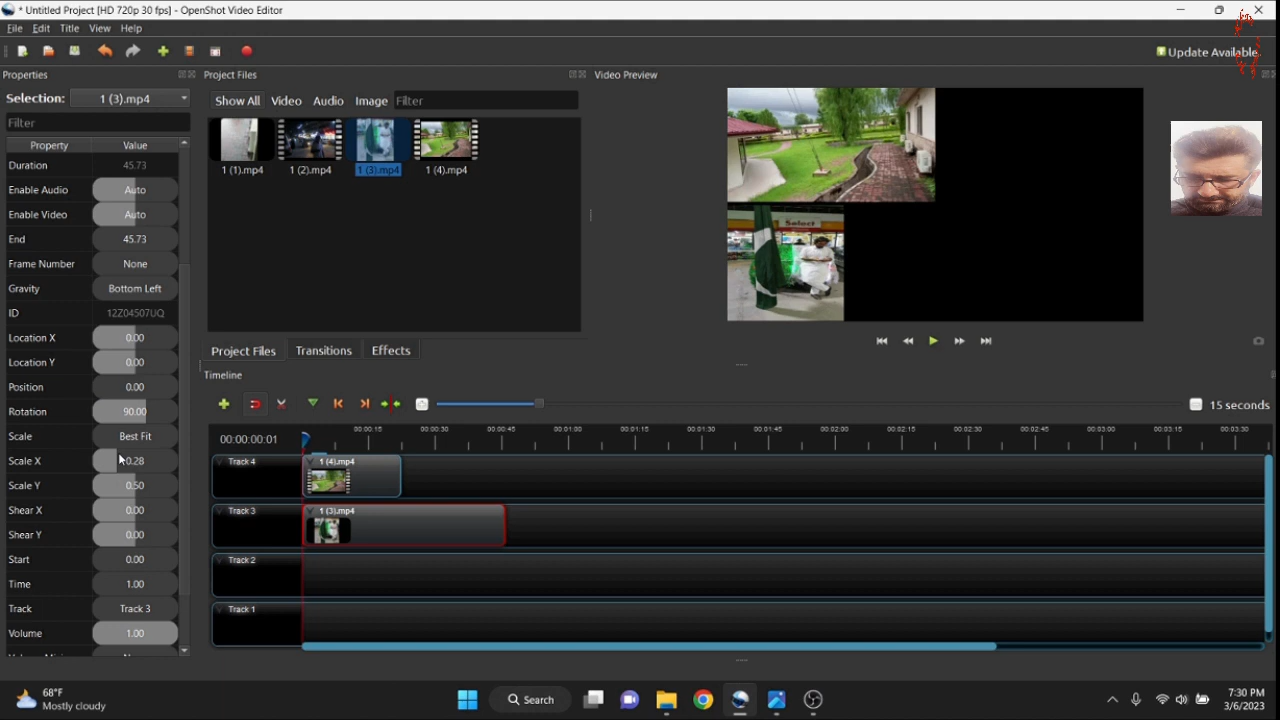 * Untitled Project [HD 720p 30 fps] - OpenShot Video Editor
File Edit Title View Help
Update Available
Properties
Project Files
Video Preview
Selection: 1 (3).mp4
Show All Video Audio Image Filter
Filter
Property Value
Duration 45.73
Enable Audio Auto
Enable Video Auto
End 45.73
Frame Number None
Gravity Bottom Left
ID 12Z04507UQ
Location X 0.00
Location Y 0.00
Position 0.00
Rotation 90.00
Scale Best Fit
Scale X 0.28
Scale Y 0.50
Shear X 0.00
Shear Y 0.00
Start 0.00
Time 1.00
Track Track 3
Volume 1.00
1 (1).mp4 1 (2).mp4 1 (3).mp4 1 (4).mp4
Select
Project Files Transitions Effects
Timeline
15 seconds
00:00:00:01
00:00:15 00:00:30 00:00:45 00:01:00 00:01:15 00:01:30 00:01:45 00:02:00 00:02:15 00:02:30 00:02:45 00:03:00 00:03:15 00:03:30
Track 4 1 (4).mp4
Track 3 1 (3).mp4
Track 2
Track 1
68°F
Mostly cloudy
Search
7:30 PM
3/6/2023